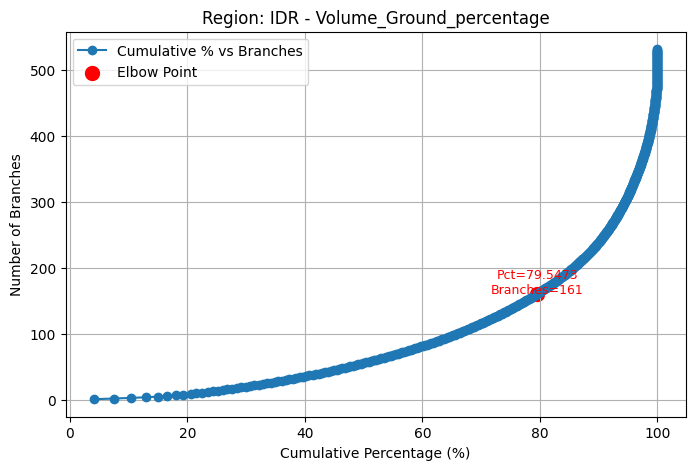 Region: IDR - Volume_Ground_percentage
Cumulative % vs Branches
Elbow Point
Number of Branches
500
400
300
200
100
0
Pct=79.5473
Branches=161
0 20 40 60 80 100
Cumulative Percentage (%)